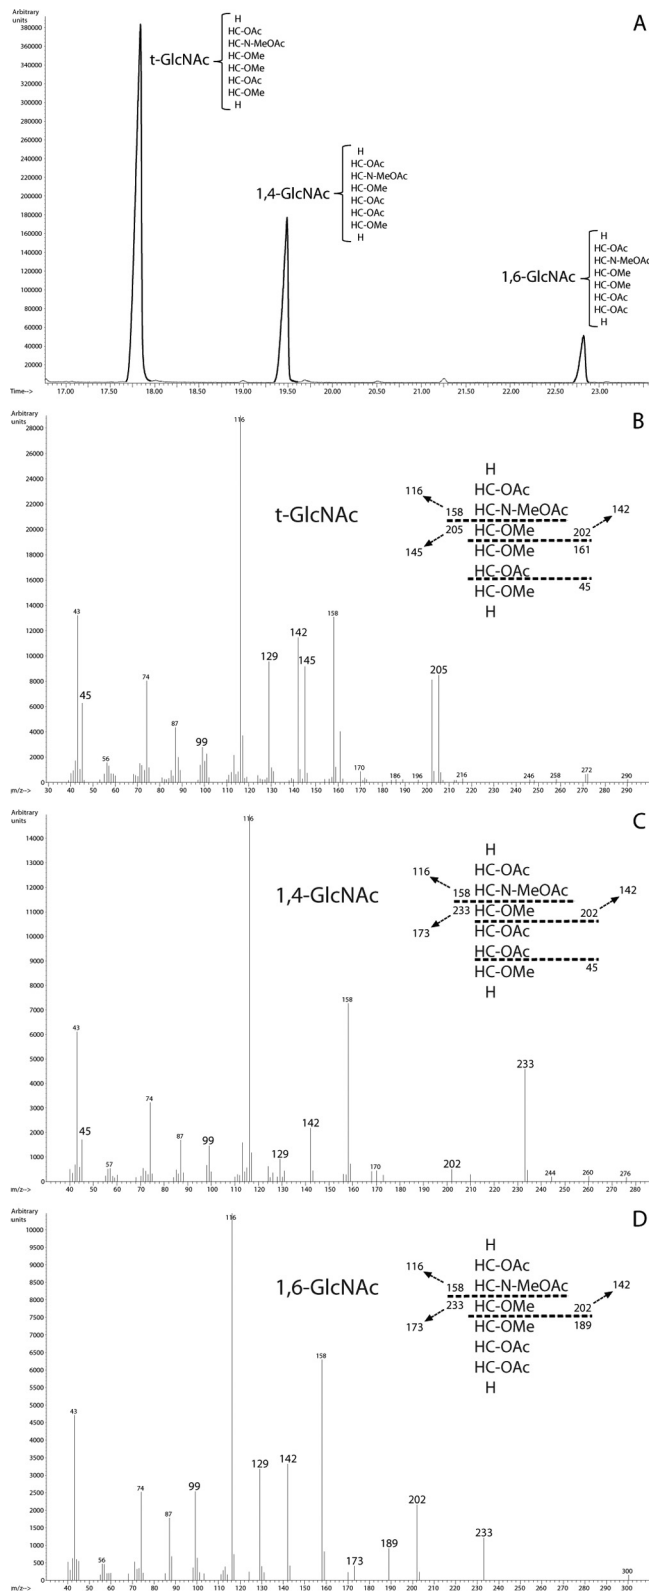 Arbitrary
units
A
380000
360000
340000
320000
300000
280000
260000
240000
220000
200000
180000
160000
140000
120000
100000
80000
60000
40000
20000
t-GlcNAc
H
HC-OAc
HC-N-MeOAc
HC-OMe
HC-OMe
HC-OAc
HC-OMe
H
1,4-GlcNAc
H
HC-OAc
HC-N-MeOAc
HC-OMe
HC-OAc
HC-OAc
HC-OMe
H
1,6-GlcNAc
H
HC-OAc
HC-N-MeOAc
HC-OMe
HC-OMe
HC-OAc
HC-OAc
H
Time--> 17.00 17.50 18.00 18.50 19.00 19.50 20.00 20.50 21.00 21.50 22.00 22.50 23.00
Arbitrary
units
B
28000
26000
24000
22000
20000
18000
16000
14000
12000
10000
8000
6000
4000
2000
0
t-GlcNAc
H
HC-OAc
HC-N-MeOAc
HC-OMe
HC-OMe
HC-OAc
HC-OMe
H
116
158
205
145
202
142
161
45
43
45
56
74
87
99
116
129
142
145
158
170
186
196
205
216
246
258
272
290
m/z--> 30 40 50 60 70 80 90 100 110 120 130 140 150 160 170 180 190 200 210 220 230 240 250 260 270 280 290
Arbitrary
units
C
14000
13000
12000
11000
10000
9000
8000
7000
6000
5000
4000
3000
2000
1000
0
1,4-GlcNAc
H
HC-OAc
HC-N-MeOAc
HC-OMe
HC-OAc
HC-OAc
HC-OMe
H
116
158
233
173
202
142
45
43
45
57
74
87
99
116
129
142
158
170
202
233
244
260
276
m/z--> 40 50 60 70 80 90 100 110 120 130 140 150 160 170 180 190 200 210 220 230 240 250 260 270 280
Arbitrary
units
D
10000
9500
9000
8500
8000
7500
7000
6500
6000
5500
5000
4500
4000
3500
3000
2500
2000
1500
1000
500
0
1,6-GlcNAc
H
HC-OAc
HC-N-MeOAc
HC-OMe
HC-OMe
HC-OAc
HC-OAc
H
116
158
233
173
202
142
189
43
56
74
87
99
116
129
142
158
173
189
202
233
300
m/z--> 40 50 60 70 80 90 100 110 120 130 140 150 160 170 180 190 200 210 220 230 240 250 260 270 280 290 300